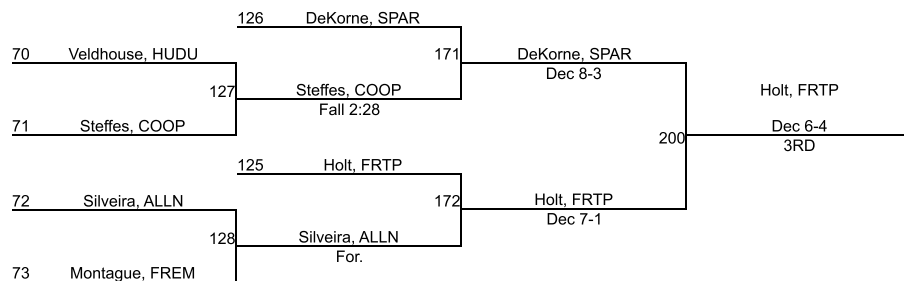 126 DeKorne, SPAR
70 Veldhouse, HUDU
171 DeKorne, SPAR
Dec 8-3
127 Steffes, COOP
Fall 2:28
Holt, FRTP
71 Steffes, COOP
Dec 6-4
200 3RD
125 Holt, FRTP
72 Silveira, ALLN
172 Holt, FRTP
Dec 7-1
128 Silveira, ALLN
For.
73 Montague, FREM